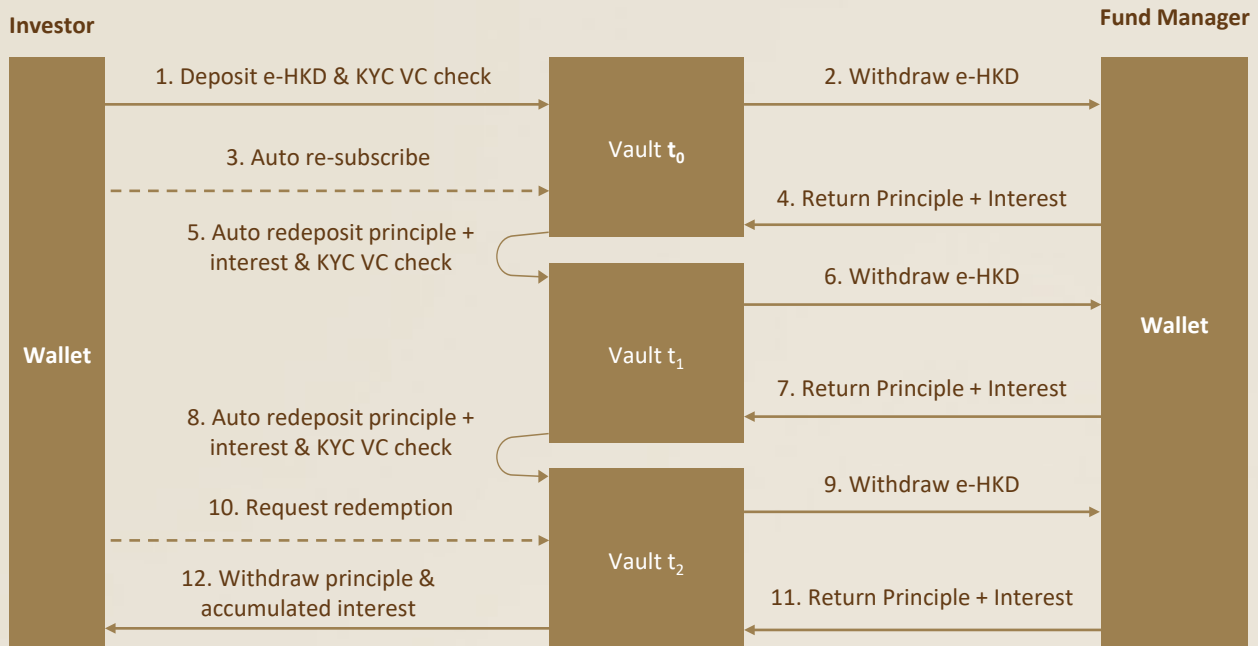 Investor
Fund Manager
1. Deposit e-HKD & KYC VC check
2. Withdraw e-HKD
Vault t0
3. Auto re-subscribe
4. Return Principle + Interest
5. Auto redeposit principle +
interest & KYC VC check
6. Withdraw e-HKD
Wallet
Vault t1
Wallet
7. Return Principle + Interest
8. Auto redeposit principle +
interest & KYC VC check
9. Withdraw e-HKD
10. Request redemption
Vault t2
12. Withdraw principle &
accumulated interest
11. Return Principle + Interest